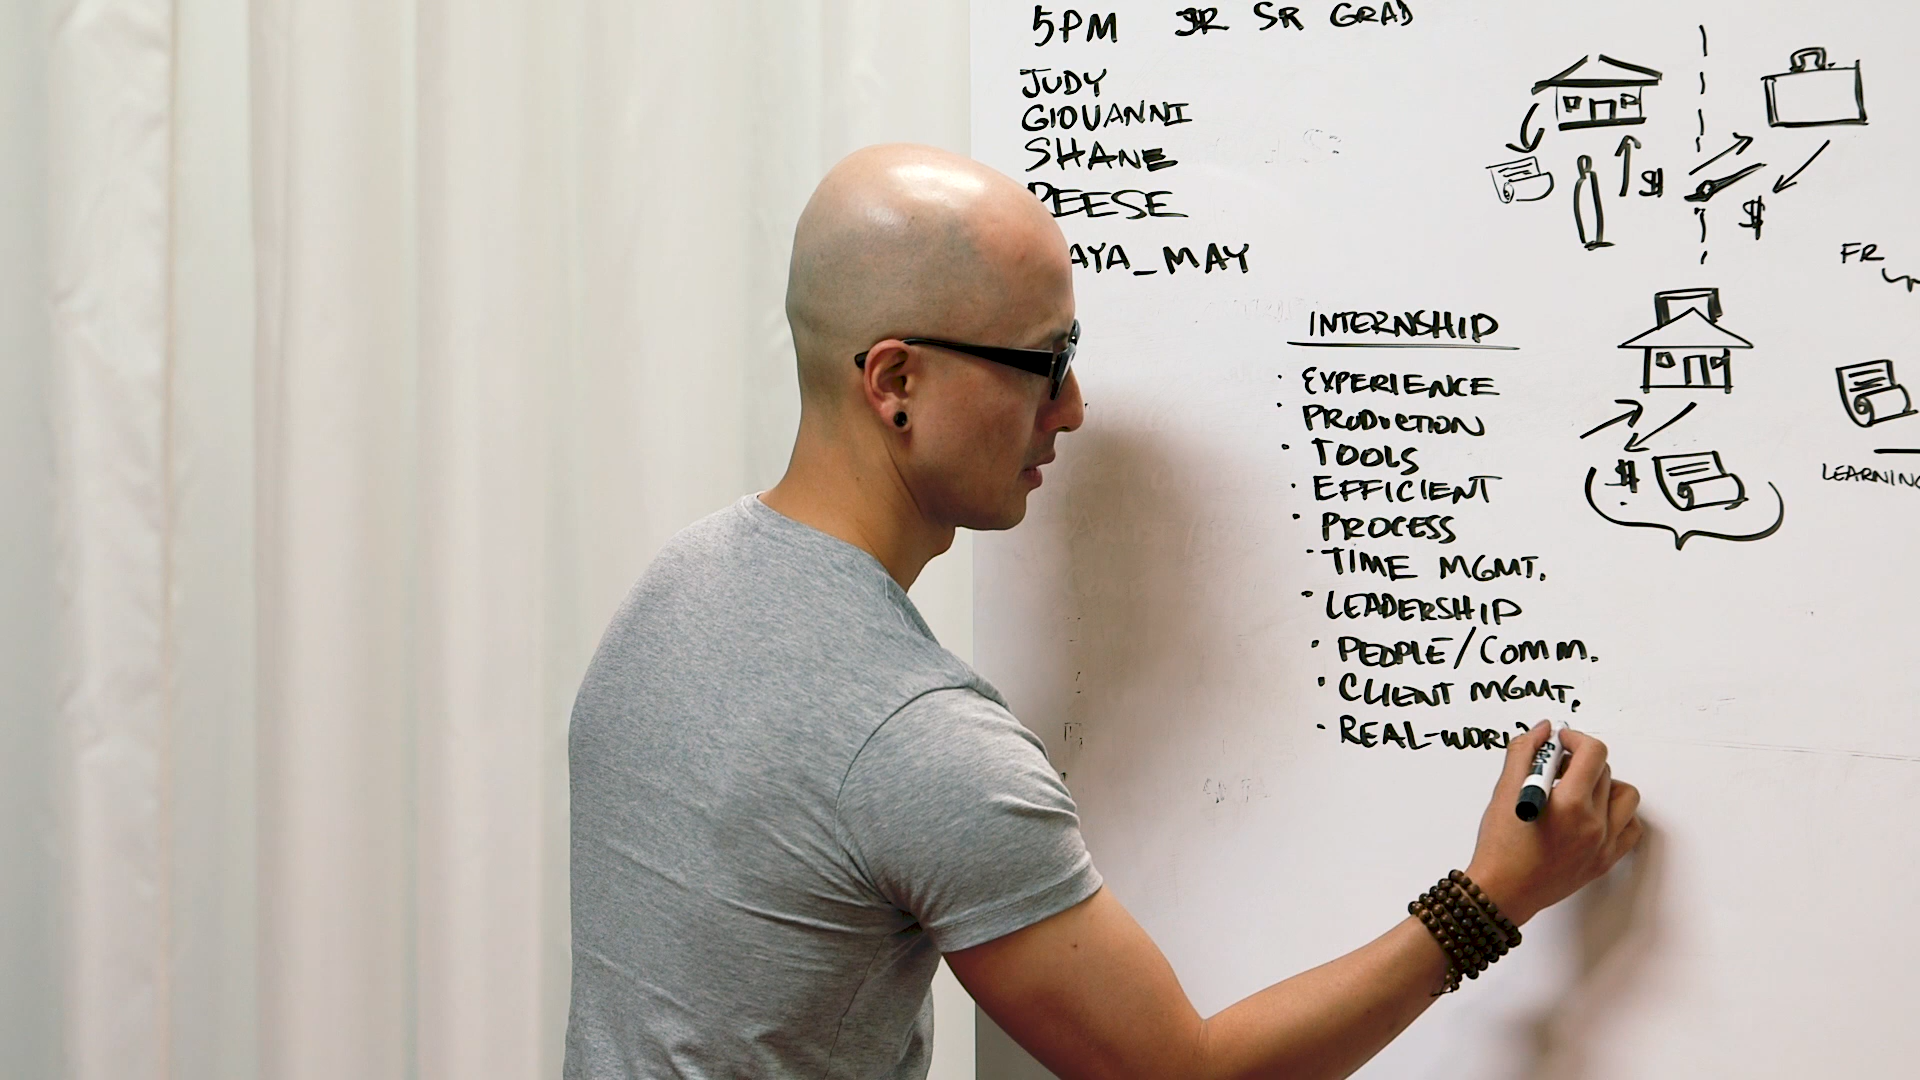 5PM JR SR GRAD
JUDY
GIOVANNI
SHANE
REESE
AYA_MAY
$
$
FR
INTERNSHIP
· EXPERIENCE
· PRODUCTION
· TOOLS
· EFFICIENT
· PROCESS
· TIME MGMT.
· LEADERSHIP
· PEOPLE/COMM.
· CLIENT MGMT.
· REAL-WORL
$
LEARNING